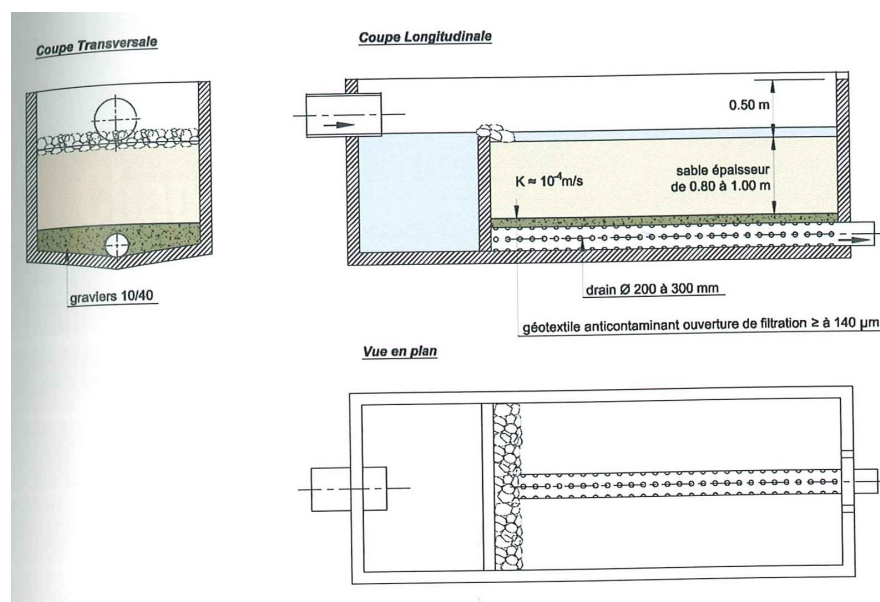 Coupe Transversale
Coupe Longitudinale
0.50 m
K ≈ 10⁻⁴m/s
sable épaisseur
de 0.80 à 1.00 m
graviers 10/40
drain Ø 200 à 300 mm
géotextile anticontaminant ouverture de filtration ≥ à 140 µm
Vue en plan